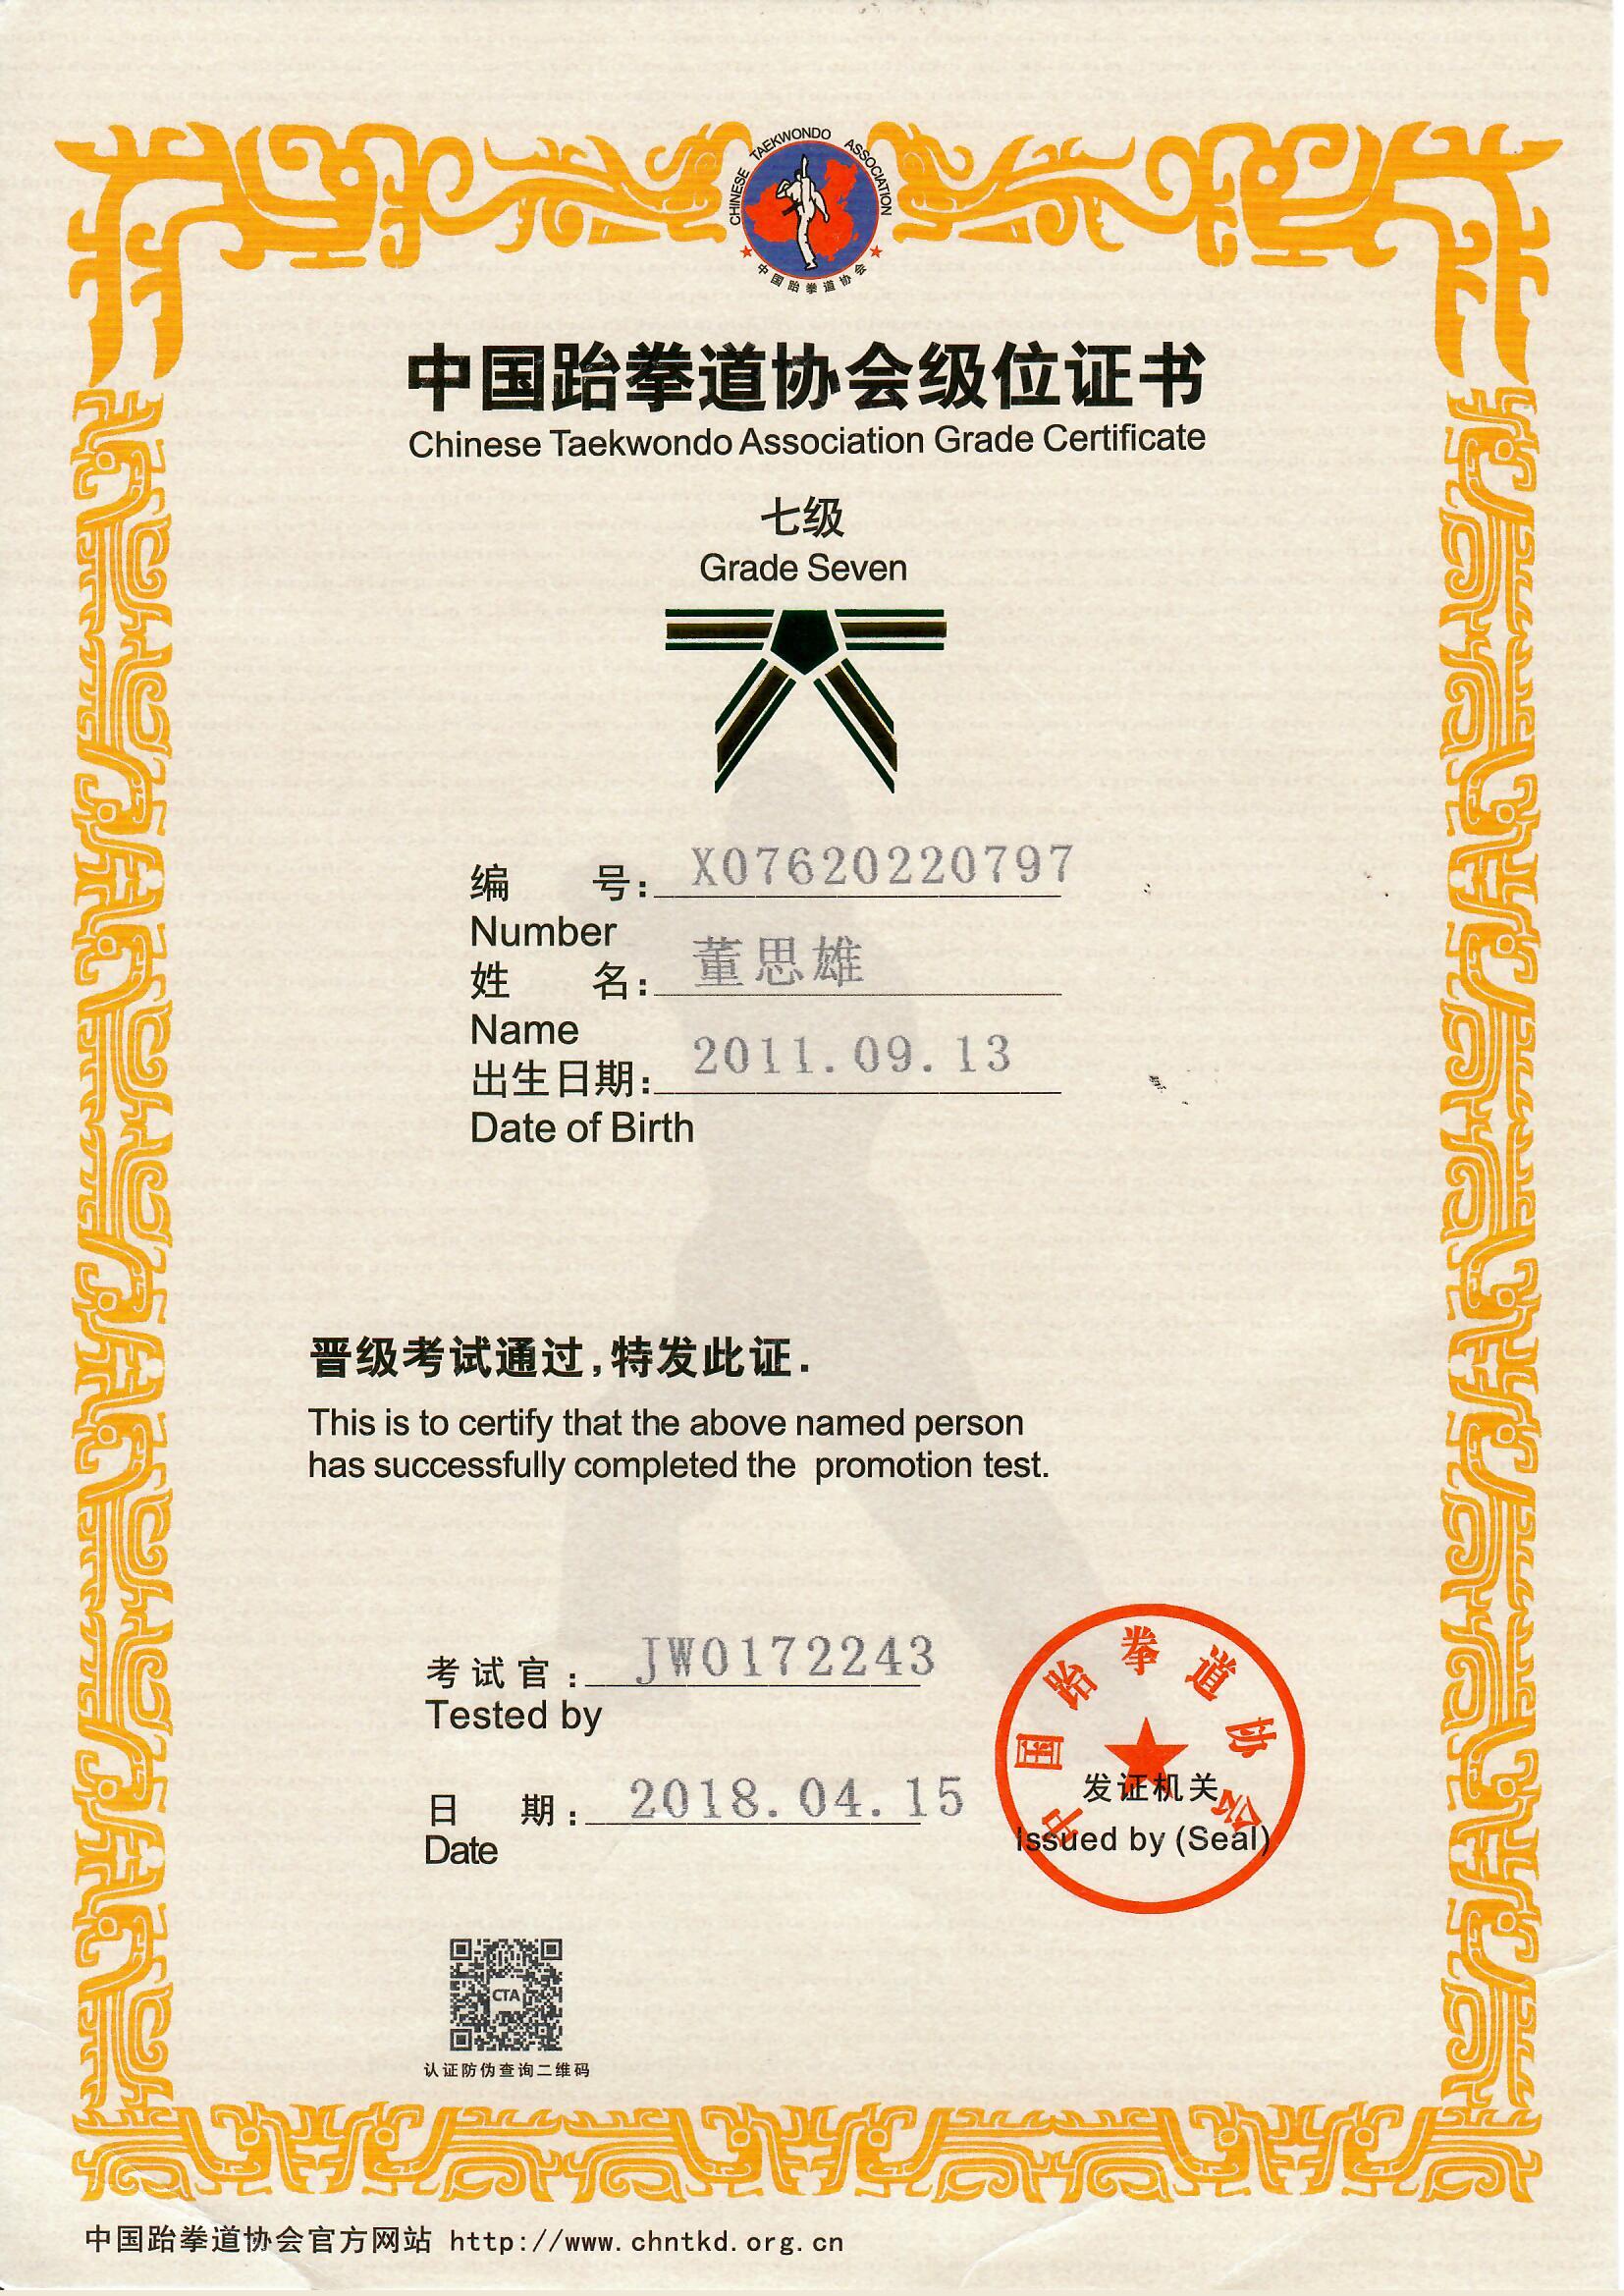 CHINESE TAEKWONDO ASSOCIATION
中国跆拳道协会
中国跆拳道协会级位证书
Chinese Taekwondo Association Grade Certificate
七级
Grade Seven
编 号: X07620220797
Number
姓 名: 董思雄
Name
出生日期: 2011.09.13
Date of Birth
晋级考试通过,特发此证.
This is to certify that the above named person
has successfully completed the promotion test.
考试官: JW0172243
Tested by
日 期: 2018.04.15
Date
中国跆拳道协会
发证机关
Issued by (Seal)
CTA
认证防伪查询二维码
中国跆拳道协会官方网站 http://www.chntkd.org.cn